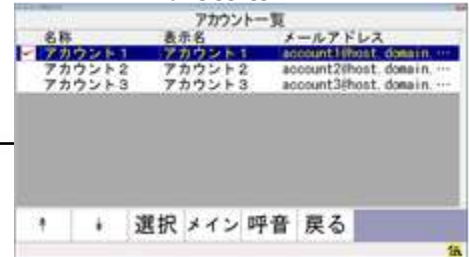 アカウント一覧
名称 表示名 メールアドレス
アカウント1 アカウント1 account1@host.domain.…
アカウント2 アカウント2 account2@host.domain.…
アカウント3 アカウント3 account3@host.domain.…
↑ ↓ 選択 メイン 呼音 戻る